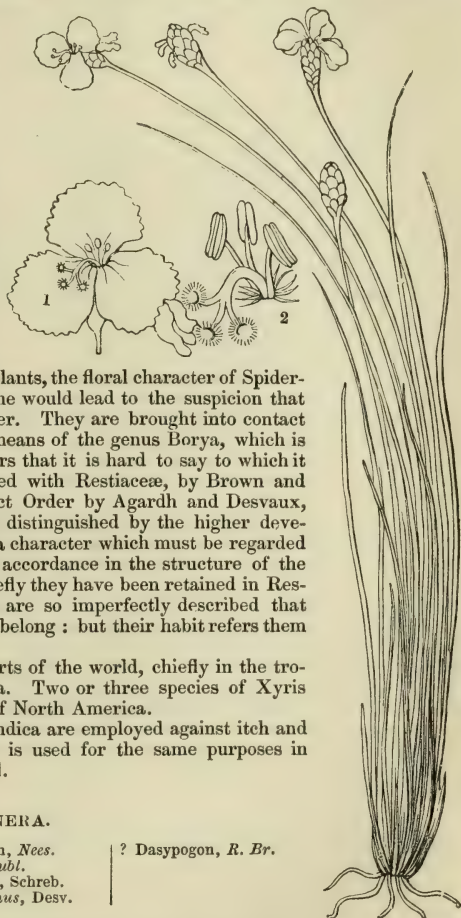 1
2
lants, the floral character of Spider-
ne would lead to the suspicion that
er. They are brought into contact
neans of the genus Borya, which is
rs that it is hard to say to which it
ed with Restiaceæ, by Brown and
ct Order by Agardh and Desvaux,
distinguished by the higher deve-
a character which must be regarded
accordance in the structure of the
iefly they have been retained in Res-
are so imperfectly described that
belong : but their habit refers them
rts of the world, chiefly in the tro-
a. Two or three species of Xyris
f North America.
ndica are employed against itch and
is used for the same purposes in
l.
NERA.
n, Nees.
ubl.
, Schreb.
nus, Desv.
? Dasypogon, R. Br.